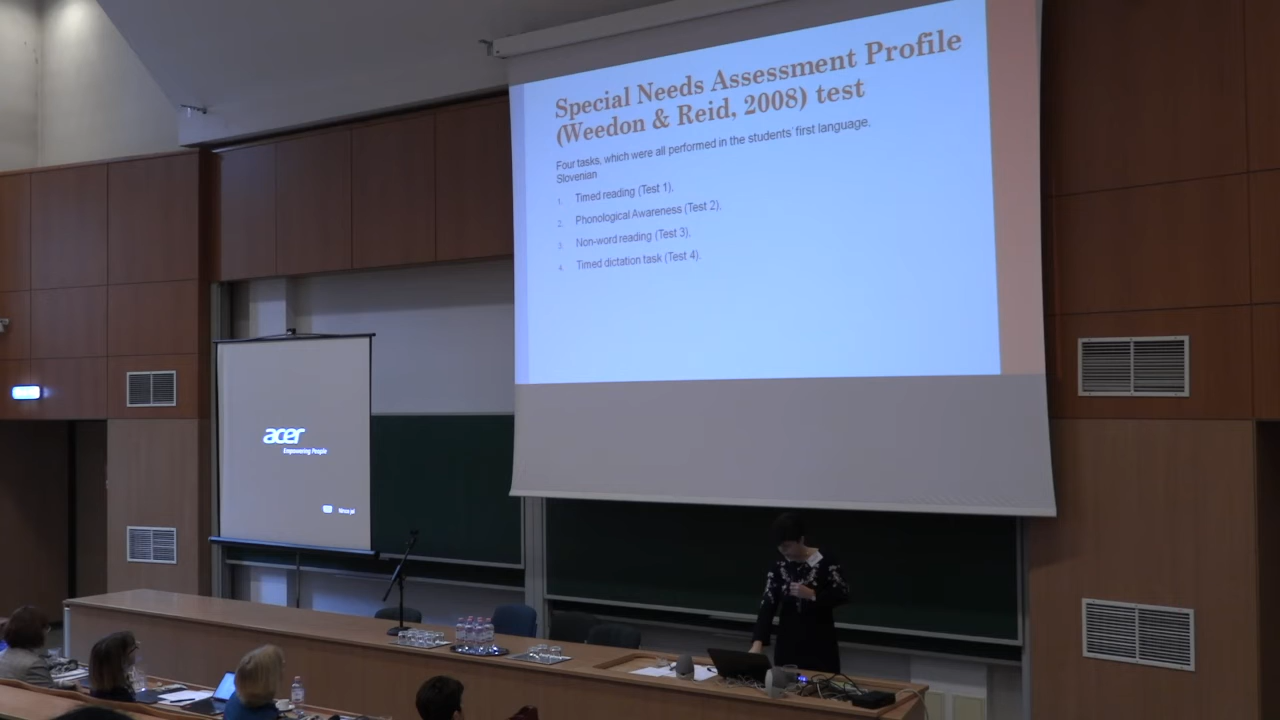 Special Needs Assessment Profile
(Weedon & Reid, 2008) test
Four tasks, which were all performed in the students' first language,
Slovenian
1. Timed reading (Test 1),
2. Phonological Awareness (Test 2),
3. Non-word reading (Test 3),
4. Timed dictation task (Test 4).
acer
Empowering People
Nincs jel